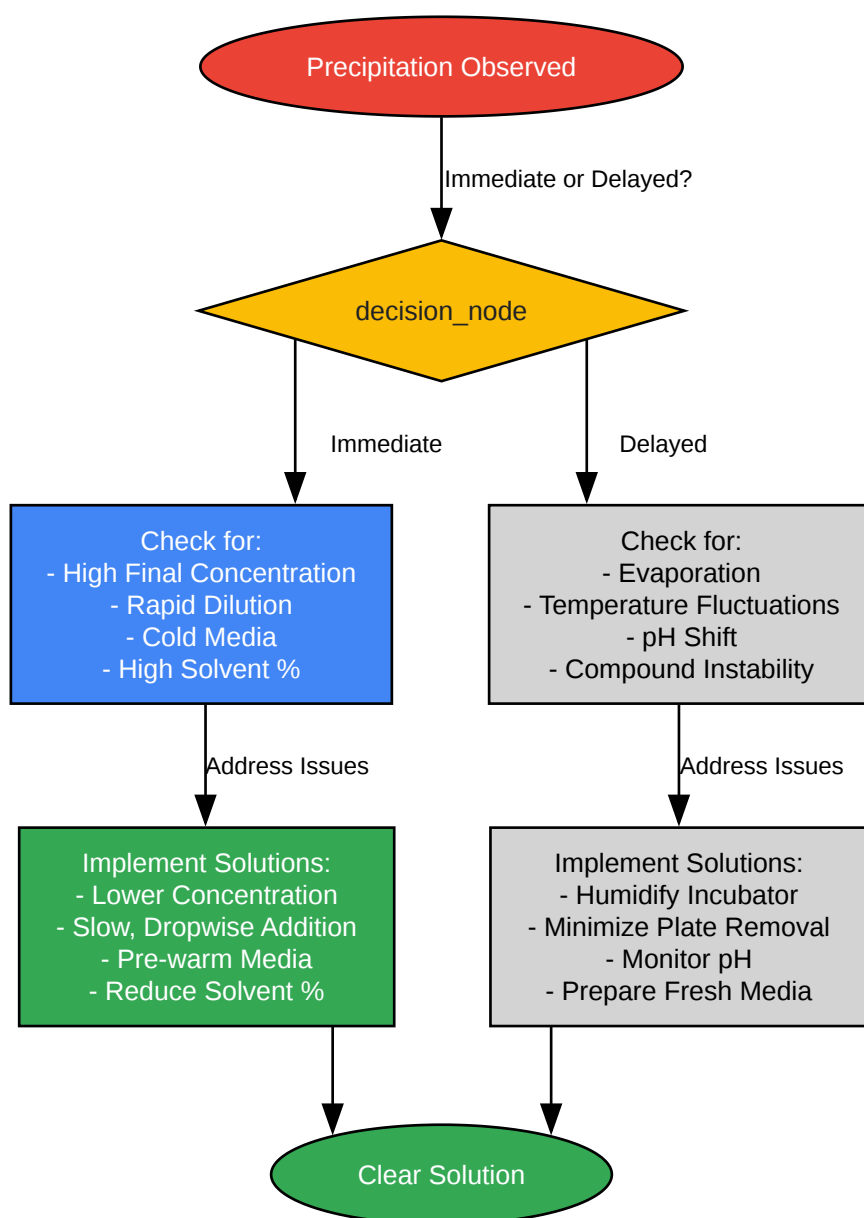 Precipitation Observed
Immediate or Delayed?
decision_node
Immediate
Delayed
Check for:
- High Final Concentration
- Rapid Dilution
- Cold Media
- High Solvent %
Check for:
- Evaporation
- Temperature Fluctuations
- pH Shift
- Compound Instability
Address Issues
Address Issues
Implement Solutions:
- Lower Concentration
- Slow, Dropwise Addition
- Pre-warm Media
- Reduce Solvent %
Implement Solutions:
- Humidify Incubator
- Minimize Plate Removal
- Monitor pH
- Prepare Fresh Media
Clear Solution